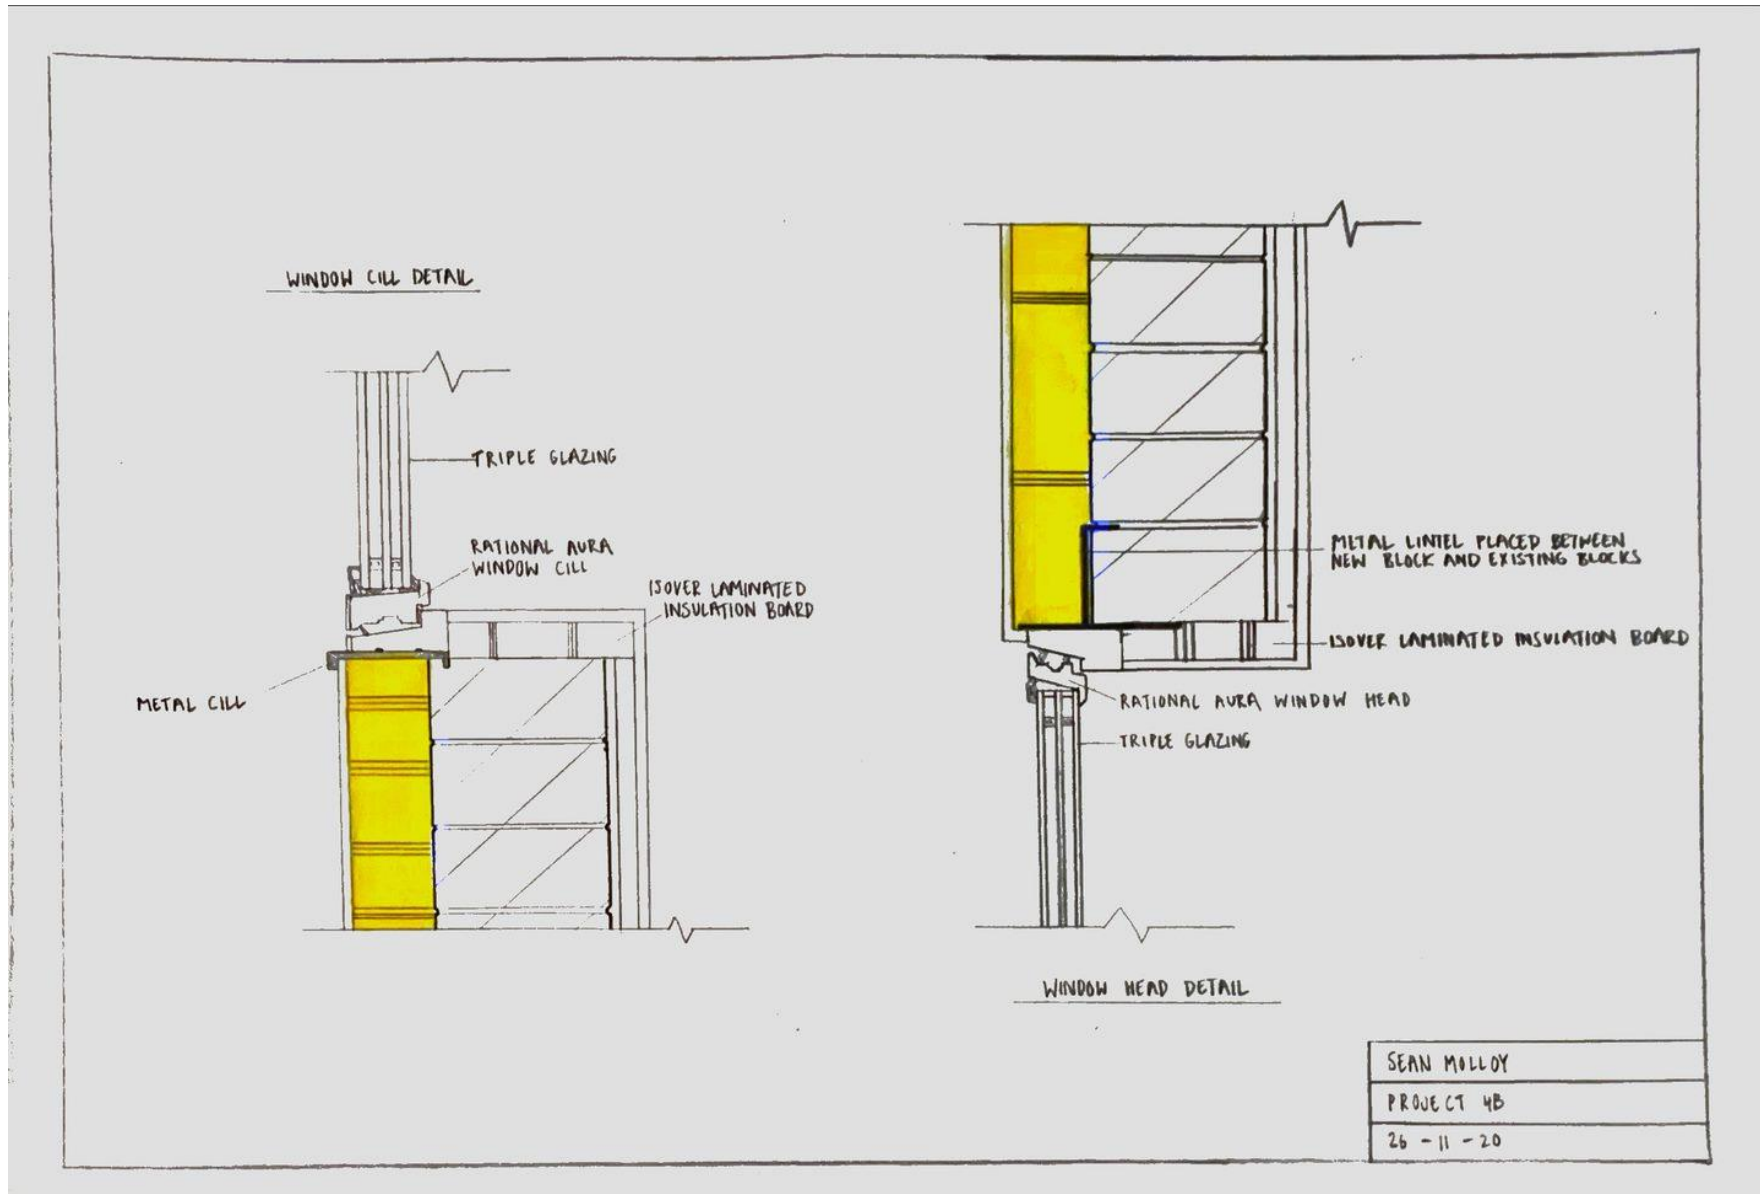 WINDOW CILL DETAIL
TRIPLE GLAZING
RATIONAL AURA
WINDOW CILL
ISOVER LAMINATED
INSULATION BOARD
METAL CILL
METAL LINTEL PLACED BETWEEN
NEW BLOCK AND EXISTING BLOCKS
ISOVER LAMINATED INSULATION BOARD
RATIONAL AURA WINDOW HEAD
TRIPLE GLAZING
WINDOW HEAD DETAIL
SEAN MOLLOY
PROJECT 4B
26-11-20